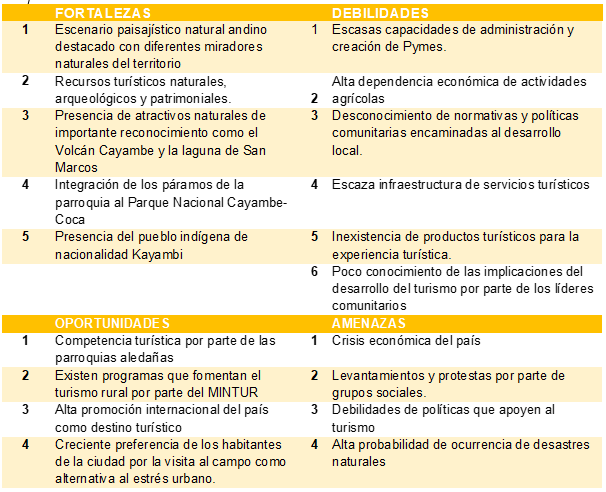 FORTALEZAS DEBILIDADES
1 Escenario paisajístico natural andino
destacado con diferentes miradores
naturales del territorio
1 Escasas capacidades de administración y
creación de Pymes.
2 Recursos turísticos naturales,
arqueológicos y patrimoniales.
2 Alta dependencia económica de actividades
agrícolas
3 Presencia de atractivos naturales de
importante reconocimiento como el
Volcán Cayambe y la laguna de San
Marcos
3 Desconocimiento de normativas y políticas
comunitarias encaminadas al desarrollo
local.
4 Integración de los páramos de la
parroquia al Parque Nacional Cayambe-
Coca
4 Escaza infraestructura de servicios turísticos
5 Presencia del pueblo indígena de
nacionalidad Kayambi
5 Inexistencia de productos turísticos para la
experiencia turística.
6 Poco conocimiento de las implicaciones del
desarrollo del turismo por parte de los líderes
comunitarios
OPORTUNIDADES AMENAZAS
1 Competencia turística por parte de las
parroquias aledañas
1 Crisis económica del país
2 Existen programas que fomentan el
turismo rural por parte del MINTUR
2 Levantamientos y protestas por parte de
grupos sociales.
3 Alta promoción internacional del país
como destino turístico
3 Debilidades de políticas que apoyen al
turismo
4 Creciente preferencia de los habitantes
de la ciudad por la visita al campo como
alternativa al estrés urbano.
4 Alta probabilidad de ocurrencia de desastres
naturales